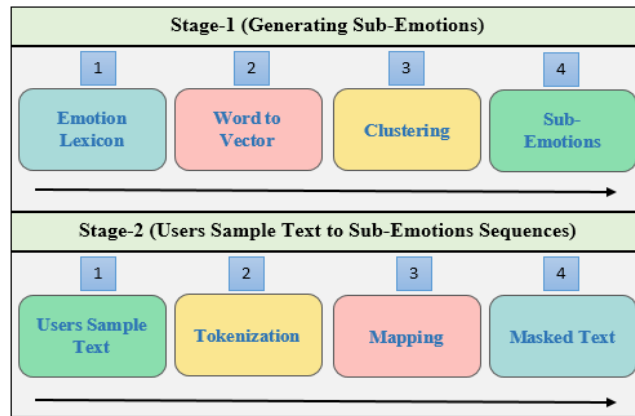 Stage-1 (Generating Sub-Emotions)
1
2
3
4
Emotion
Lexicon
Word to
Vector
Clustering
Sub-
Emotions
Stage-2 (Users Sample Text to Sub-Emotions Sequences)
1
2
3
4
Users Sample
Text
Tokenization
Mapping
Masked Text